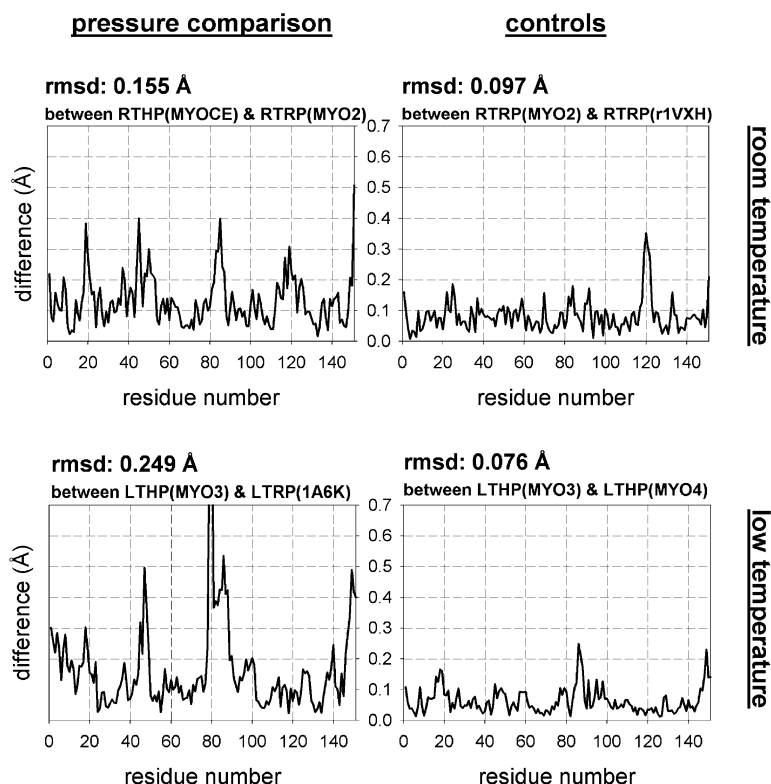 pressure comparison
controls
rmsd: 0.155 Å
rmsd: 0.097 Å
between RTHP(MYOCE) & RTRP(MYO2)
between RTRP(MYO2) & RTRP(r1VXH)
0.7
0.6
0.5
0.4
0.3
0.2
0.1
0.0
difference (Å)
room temperature
0 20 40 60 80 100 120 140
0 20 40 60 80 100 120 140
residue number
residue number
rmsd: 0.249 Å
rmsd: 0.076 Å
between LTHP(MYO3) & LTRP(1A6K)
between LTHP(MYO3) & LTHP(MYO4)
0.7
0.6
0.5
0.4
0.3
0.2
0.1
0.0
difference (Å)
low temperature
0 20 40 60 80 100 120 140
0 20 40 60 80 100 120 140
residue number
residue number